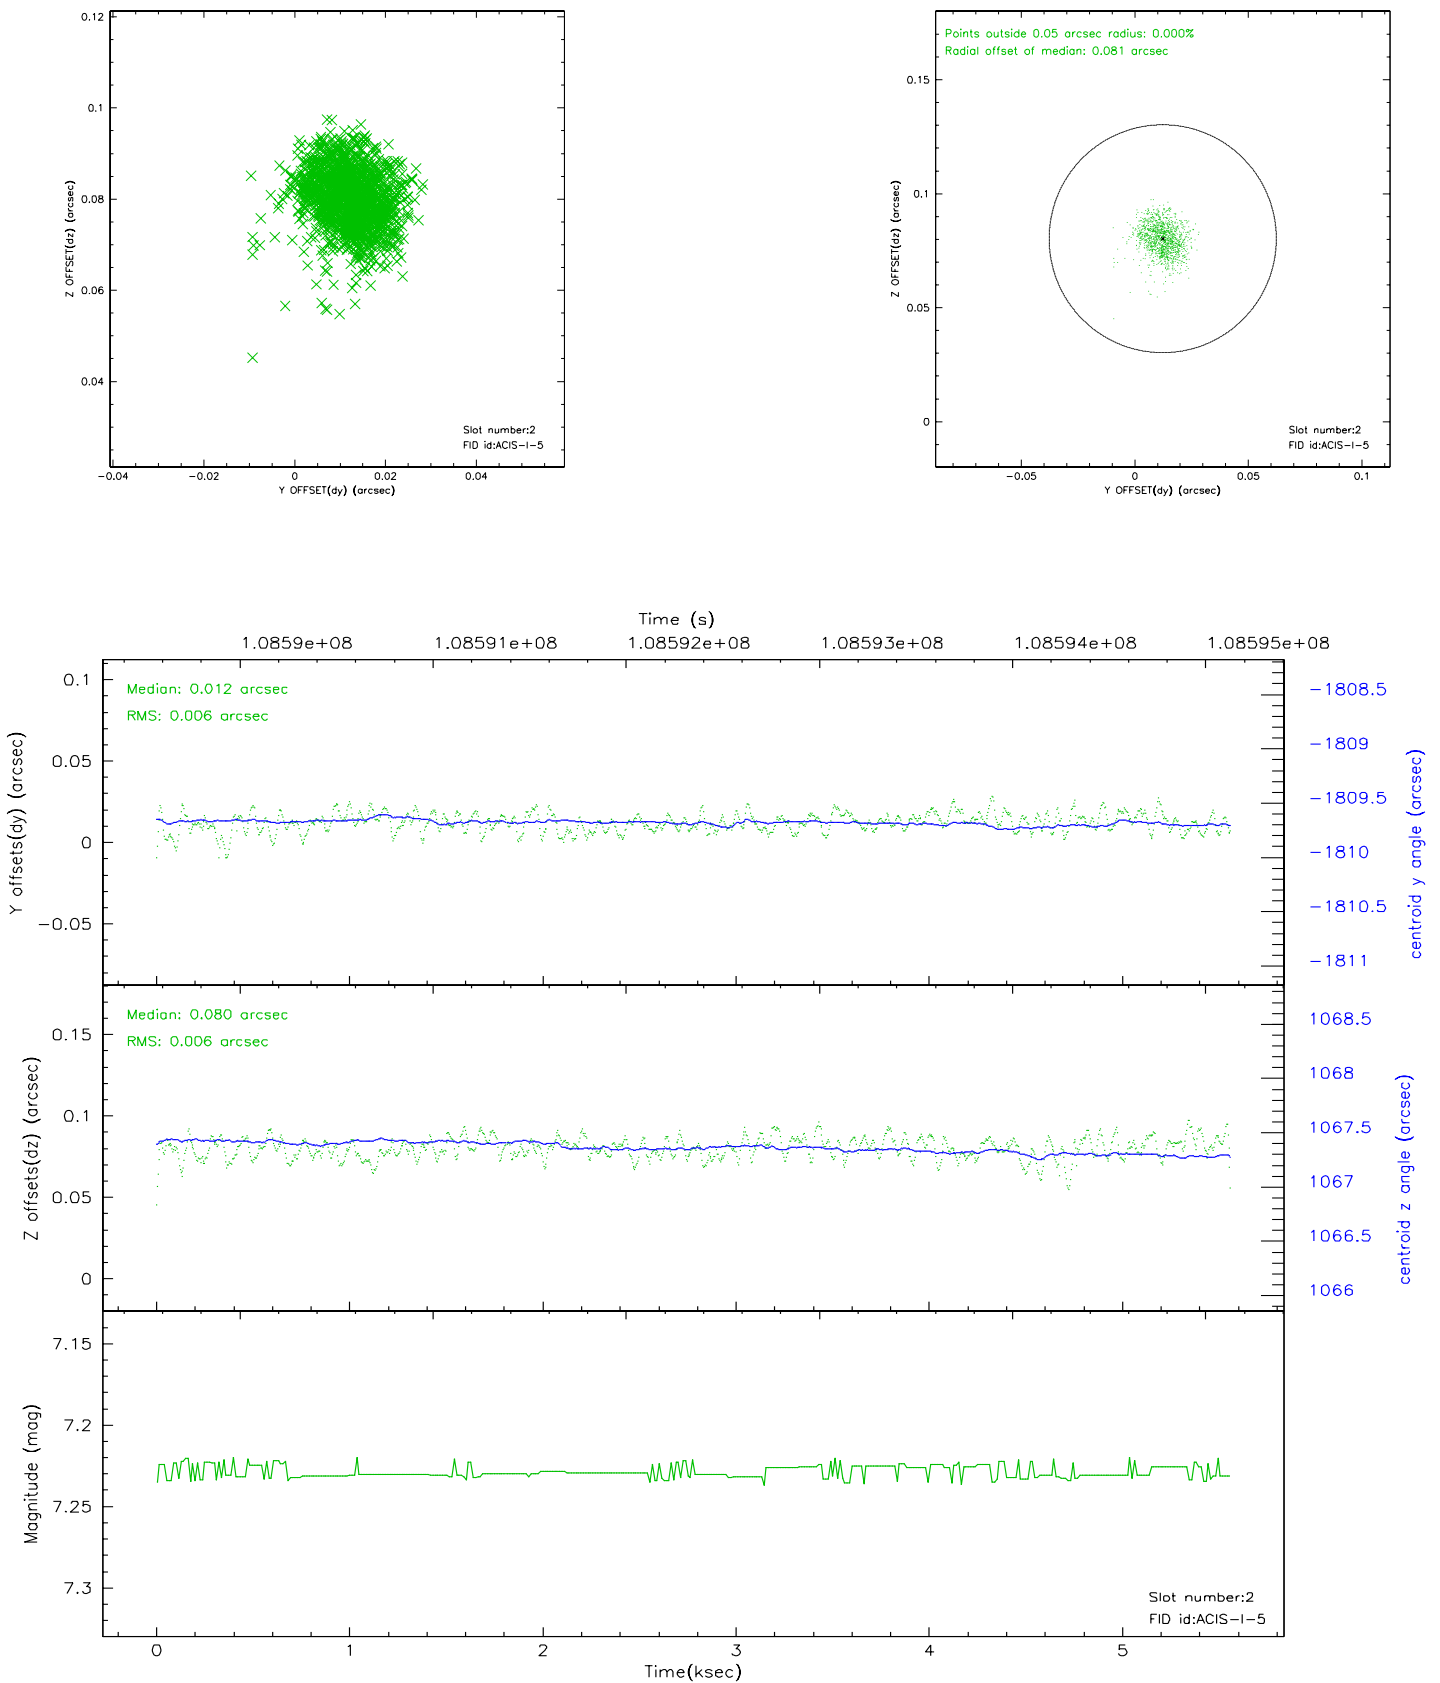 0.12
0.1
0.08
0.06
0.04
Z OFFSET(dz) (arcsec)
Slot number:2
FID id:ACIS-I-5
-0.04 -0.02 0 0.02 0.04
Y OFFSET(dy) (arcsec)
Points outside 0.05 arcsec radius: 0.000%
Radial offset of median: 0.081 arcsec
0.15
0.1
0.05
0
Z OFFSET(dz) (arcsec)
Slot number:2
FID id:ACIS-I-5
-0.05 0 0.05 0.1
Y OFFSET(dy) (arcsec)
Time (s)
1.0859e+08 1.08591e+08 1.08592e+08 1.08593e+08 1.08594e+08 1.08595e+08
Median: 0.012 arcsec
RMS: 0.006 arcsec
0.1
0.05
0
-0.05
Y offsets(dy) (arcsec)
-1808.5
-1809
-1809.5
-1810
-1810.5
-1811
centroid y angle (arcsec)
Median: 0.080 arcsec
RMS: 0.006 arcsec
0.15
0.1
0.05
0
Z offsets(dz) (arcsec)
1068.5
1068
1067.5
1067
1066.5
1066
centroid z angle (arcsec)
7.15
7.2
7.25
7.3
Magnitude (mag)
Slot number:2
FID id:ACIS-I-5
0 1 2 3 4 5
Time(ksec)